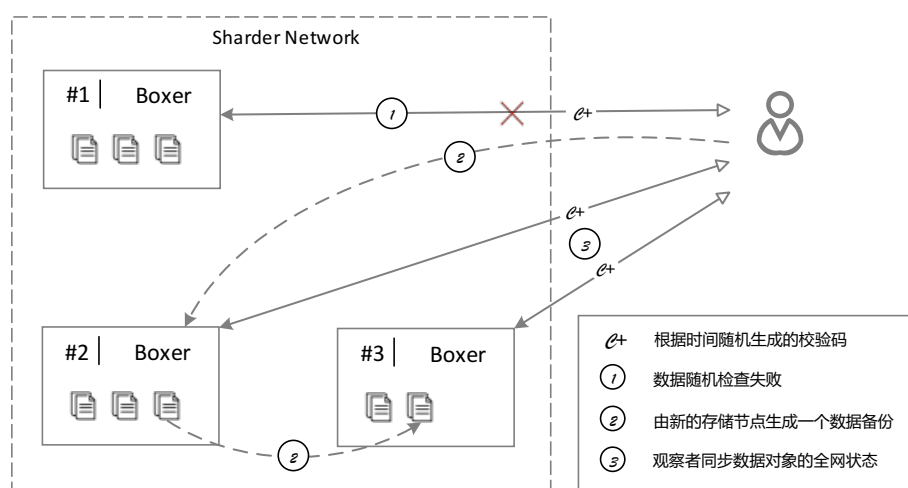 Sharder Network
#1 | Boxer
1
C+
2
C+
3
C+
#2 | Boxer
#3 | Boxer
2
C+ 根据时间随机生成的校验码
1 数据随机检查失败
2 由新的存储节点生成一个数据备份
3 观察者同步数据对象的全网状态